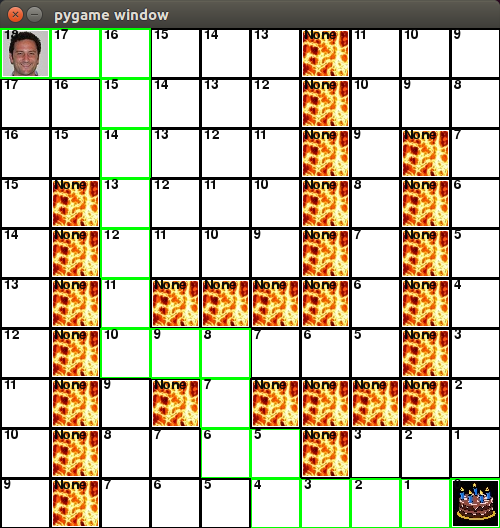 pygame window
18 17 16 15 14 13 None 11 10 9
17 16 15 14 13 12 None 10 9 8
16 15 14 13 12 11 None 9 None 7
15 None 13 12 11 10 None 8 None 6
14 None 12 11 10 9 None 7 None 5
13 None 11 None None None None 6 None 4
12 None 10 9 8 7 6 5 None 3
11 None 9 None 7 None None None None 2
10 None 8 7 6 5 None 3 2 1
9 None 7 6 5 4 3 2 1